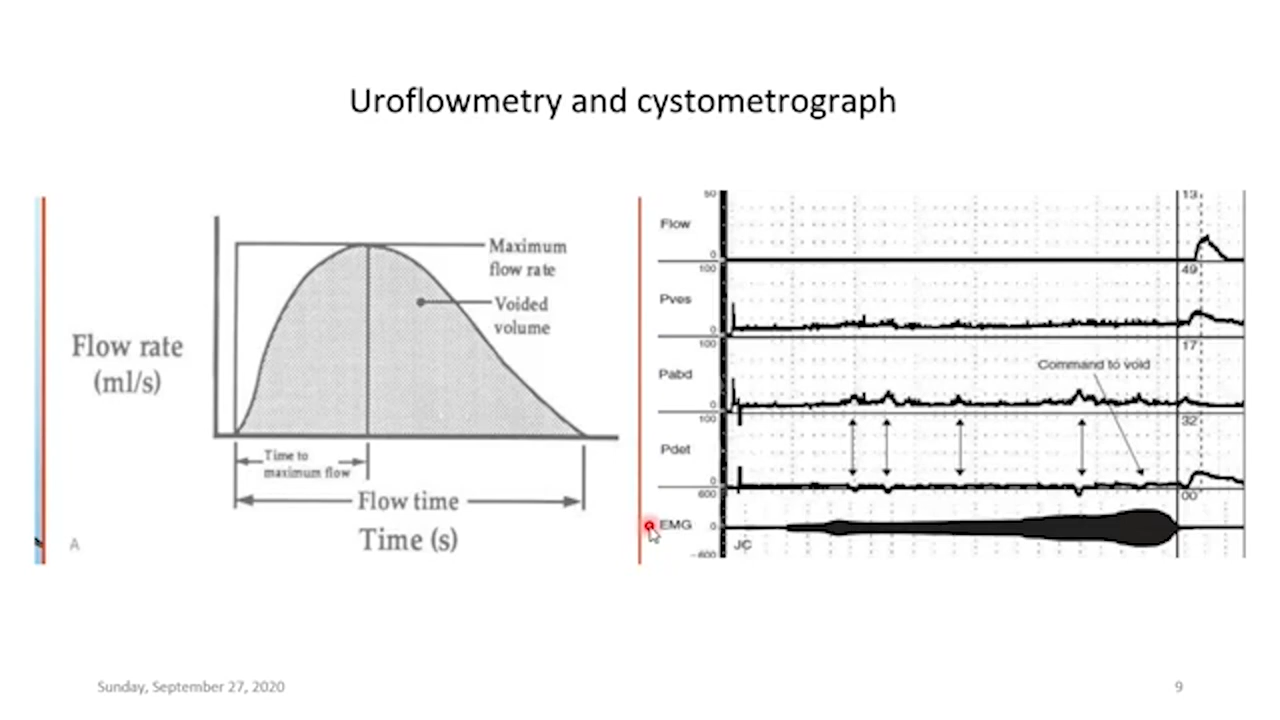 Uroflowmetry and cystometrograph
Maximum
flow rate
Voided
volume
Flow rate
(ml/s)
Time to
maximum flow
Flow time
Time (s)
A
50
13
Flow
0
100
49
Pves
0
100
17
Command to void
Pabd
0
100
32
Pdet
0
600
00
EMG
0
JC
-600
Sunday, September 27, 2020
9